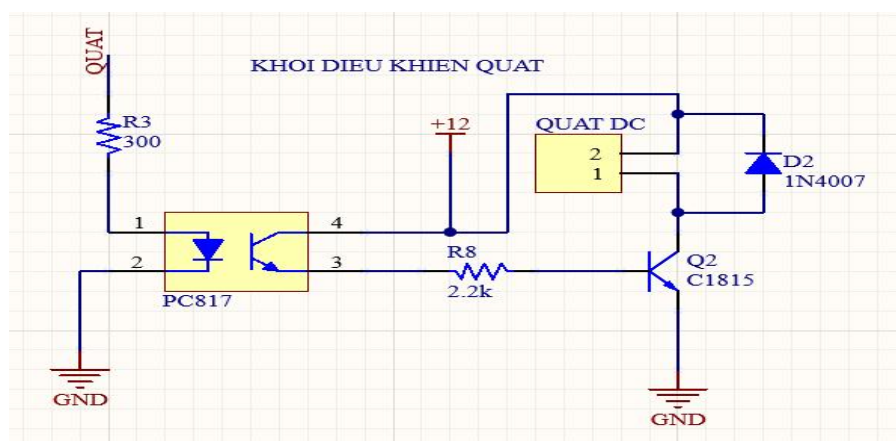 QUAT
KHOI DIEU KHIEN QUAT
R3
300
+12
QUAT DC
2
1
D2
1N4007
1
2
4
3
PC817
R8
2.2k
Q2
C1815
GND
GND